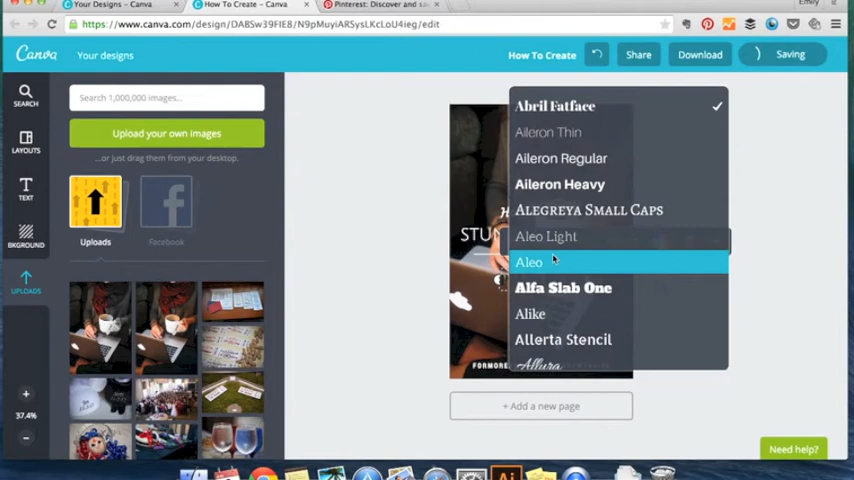 Your Designs - Canva
How To Create - Canva
Pinterest: Discover and sa
Emily
https://www.canva.com/design/DABSw39FIE8/N9pMuyiARSysLKcLoU4ieg/edit
Canva
Your designs
How To Create
Share
Download
Saving
SEARCH
LAYOUTS
TEXT
BKGROUND
UPLOADS
37.4%
Search 1,000,000 images...
Upload your own images
...or just drag them from your desktop.
Uploads
Facebook
Abril Fatface
Aileron Thin
Aileron Regular
Aileron Heavy
ALEGREYA SMALL CAPS
Aleo Light
Aleo
Alfa Slab One
Alike
Allerta Stencil
Allura
STU
FORMORE
+ Add a new page
Need help?